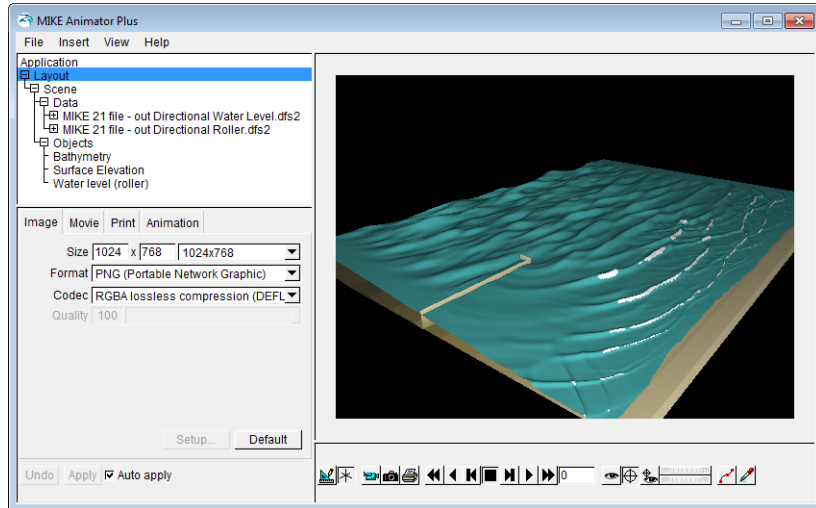 MIKE Animator Plus
File Insert View Help
Application
Layout
Scene
Data
MIKE 21 file - out Directional Water Level.dfs2
MIKE 21 file - out Directional Roller.dfs2
Objects
Bathymetry
Surface Elevation
Water level (roller)
Image Movie Print Animation
Size 1024 x 768 1024x768
Format PNG (Portable Network Graphic)
Codec RGBA lossless compression (DEFL
Quality 100
Setup... Default
Undo Apply Auto apply 0